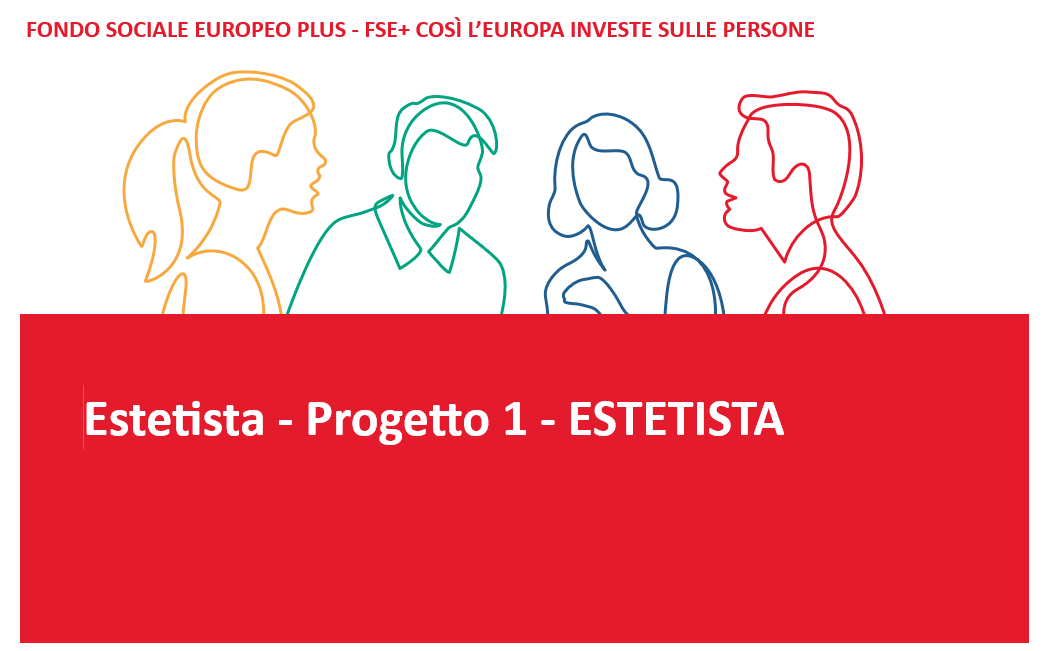 FONDO SOCIALE EUROPEO PLUS - FSE+ COSÌ L’EUROPA INVESTE SULLE PERSONE
Estetista - Progetto 1 - ESTETISTA